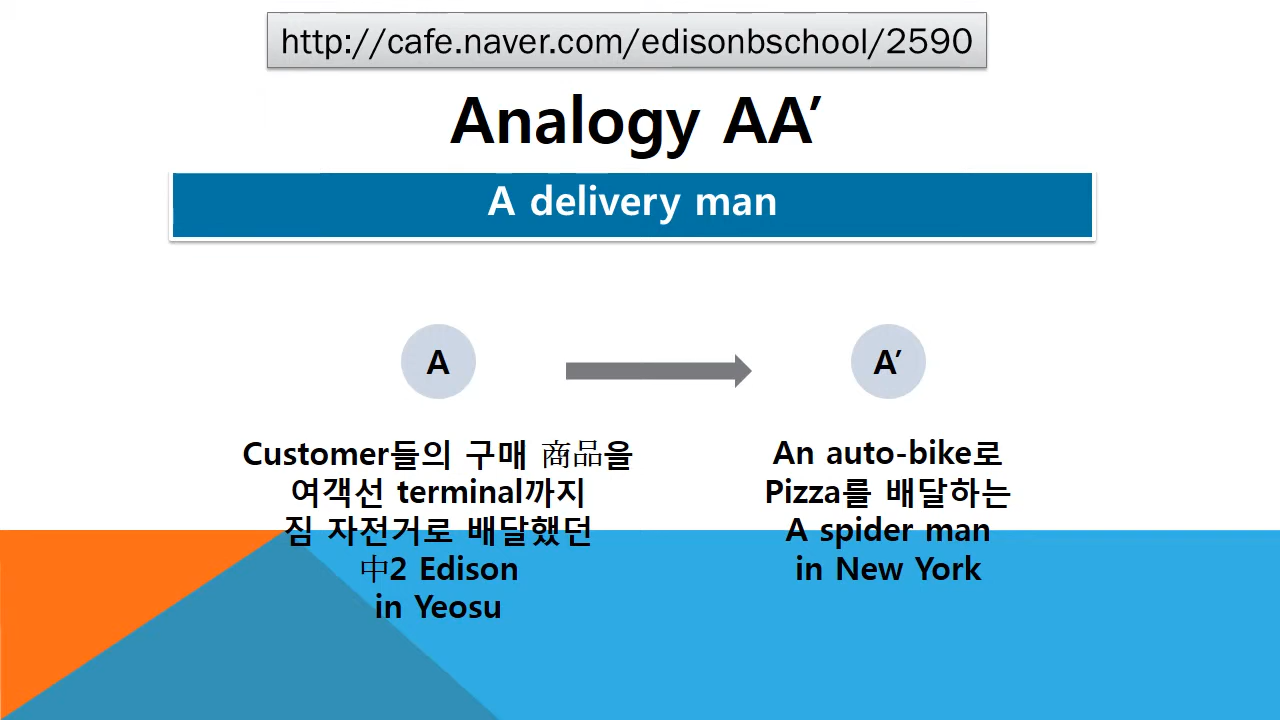 http://cafe.naver.com/edisonbschool/2590
Analogy AA’
A delivery man
A
A’
Customer들의 구매 商品을
여객선 terminal까지
짐 자전거로 배달했던
中2 Edison
in Yeosu
An auto-bike로
Pizza를 배달하는
A spider man
in New York